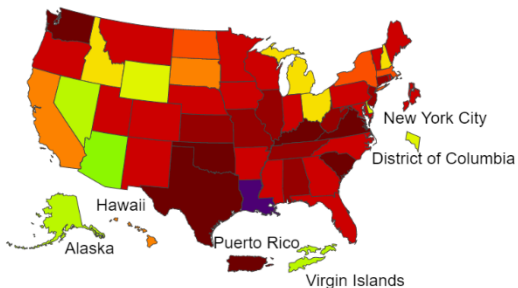 New York City
District of Columbia
Hawaii
Alaska
Puerto Rico
Virgin Islands